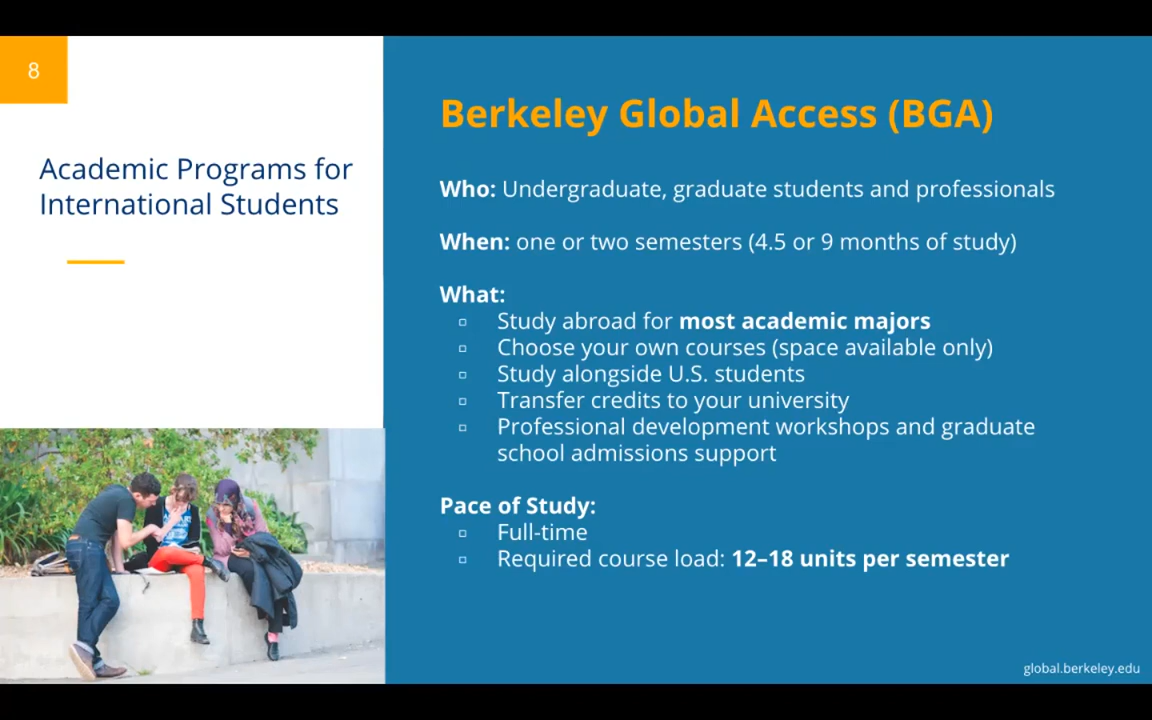 8
Academic Programs for
International Students
Berkeley Global Access (BGA)
Who: Undergraduate, graduate students and professionals
When: one or two semesters (4.5 or 9 months of study)
What:
Study abroad for most academic majors
Choose your own courses (space available only)
Study alongside U.S. students
Transfer credits to your university
Professional development workshops and graduate
school admissions support
Pace of Study:
Full-time
Required course load: 12–18 units per semester
global.berkeley.edu